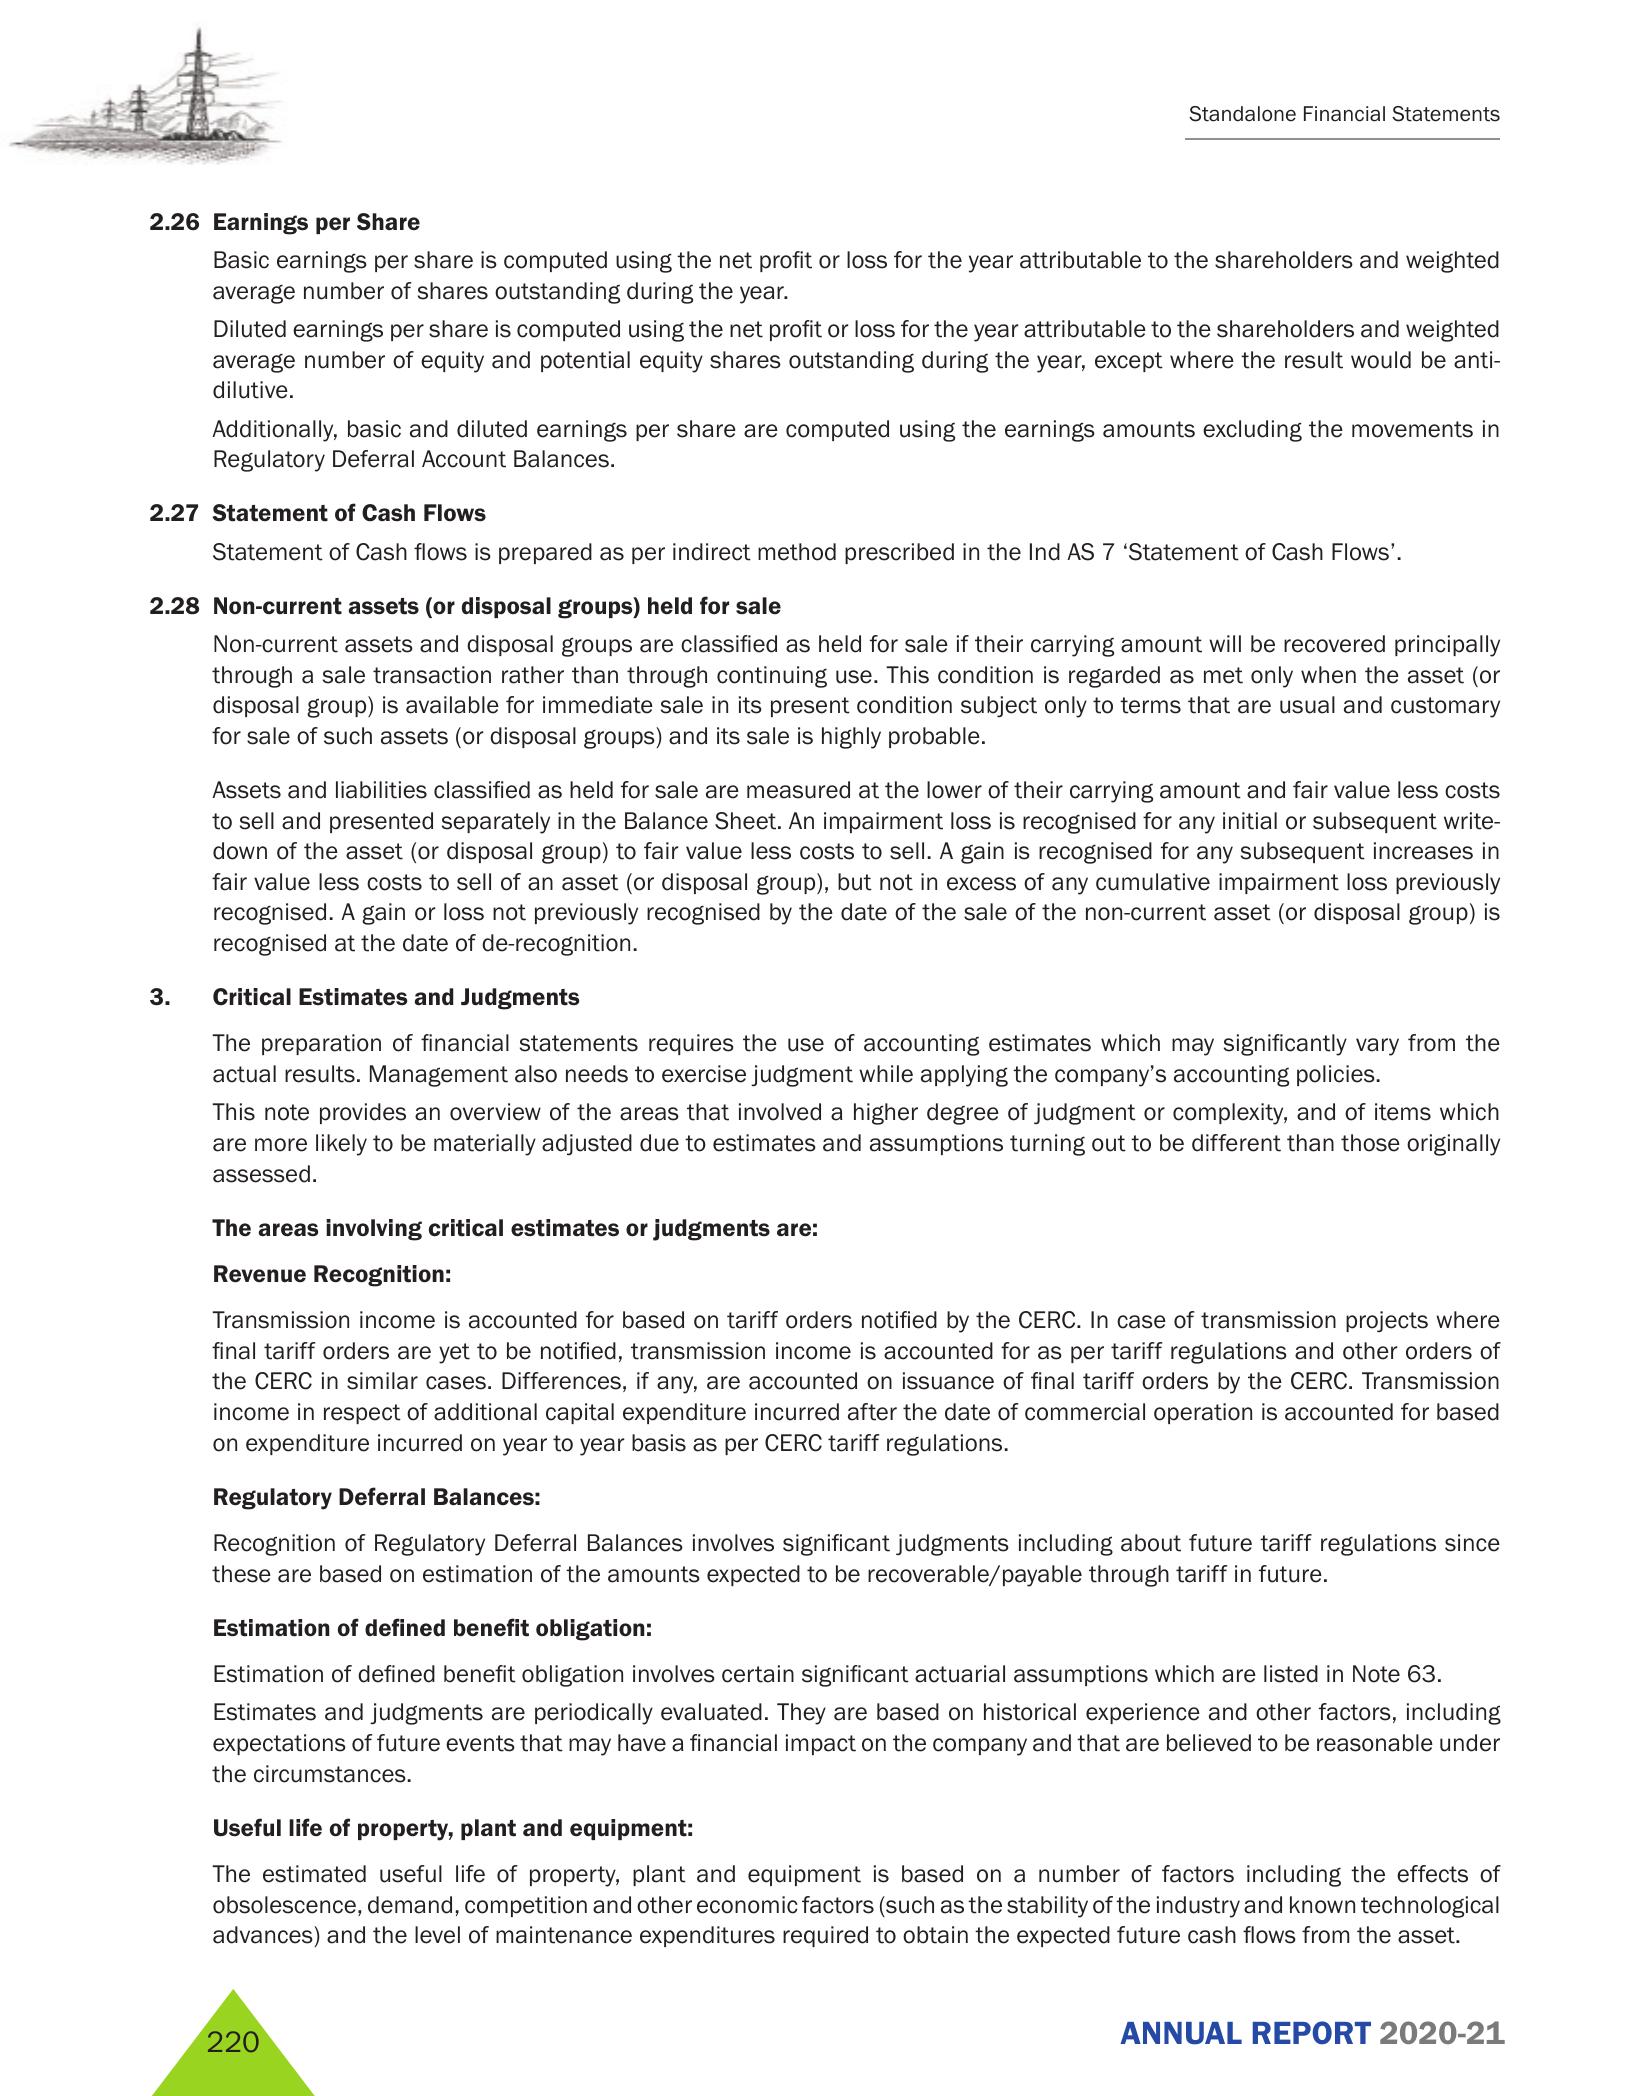 Standalone Financial Statements
2.26 Earnings per Share
Basic earnings per share is computed using the net profit or loss for the year attributable to the shareholders and weighted
average number of shares outstanding during the year.
Diluted earnings per share is computed using the net profit or loss for the year attributable to the shareholders and weighted
average number of equity and potential equity shares outstanding during the year, except where the result would be anti-
dilutive.
Additionally, basic and diluted earnings per share are computed using the earnings amounts excluding the movements in
Regulatory Deferral Account Balances.
2.27 Statement of Cash Flows
Statement of Cash flows is prepared as per indirect method prescribed in the Ind AS 7 ‘Statement of Cash Flows’.
2.28 Non-current assets (or disposal groups) held for sale
Non-current assets and disposal groups are classified as held for sale if their carrying amount will be recovered principally
through a sale transaction rather than through continuing use. This condition is regarded as met only when the asset (or
disposal group) is available for immediate sale in its present condition subject only to terms that are usual and customary
for sale of such assets (or disposal groups) and its sale is highly probable.
Assets and liabilities classified as held for sale are measured at the lower of their carrying amount and fair value less costs
to sell and presented separately in the Balance Sheet. An impairment loss is recognised for any initial or subsequent write-
down of the asset (or disposal group) to fair value less costs to sell. A gain is recognised for any subsequent increases in
fair value less costs to sell of an asset (or disposal group), but not in excess of any cumulative impairment loss previously
recognised. A gain or loss not previously recognised by the date of the sale of the non-current asset (or disposal group) is
recognised at the date of de-recognition.
3. Critical Estimates and Judgments
The preparation of financial statements requires the use of accounting estimates which may significantly vary from the
actual results. Management also needs to exercise judgment while applying the company’s accounting policies.
This note provides an overview of the areas that involved a higher degree of judgment or complexity, and of items which
are more likely to be materially adjusted due to estimates and assumptions turning out to be different than those originally
assessed.
The areas involving critical estimates or judgments are:
Revenue Recognition:
Transmission income is accounted for based on tariff orders notified by the CERC. In case of transmission projects where
final tariff orders are yet to be notified, transmission income is accounted for as per tariff regulations and other orders of
the CERC in similar cases. Differences, if any, are accounted on issuance of final tariff orders by the CERC. Transmission
income in respect of additional capital expenditure incurred after the date of commercial operation is accounted for based
on expenditure incurred on year to year basis as per CERC tariff regulations.
Regulatory Deferral Balances:
Recognition of Regulatory Deferral Balances involves significant judgments including about future tariff regulations since
these are based on estimation of the amounts expected to be recoverable/payable through tariff in future.
Estimation of defined benefit obligation:
Estimation of defined benefit obligation involves certain significant actuarial assumptions which are listed in Note 63.
Estimates and judgments are periodically evaluated. They are based on historical experience and other factors, including
expectations of future events that may have a financial impact on the company and that are believed to be reasonable under
the circumstances.
Useful life of property, plant and equipment:
The estimated useful life of property, plant and equipment is based on a number of factors including the effects of
obsolescence, demand, competition and other economic factors (such as the stability of the industry and known technological
advances) and the level of maintenance expenditures required to obtain the expected future cash flows from the asset.
220
ANNUAL REPORT 2020-21